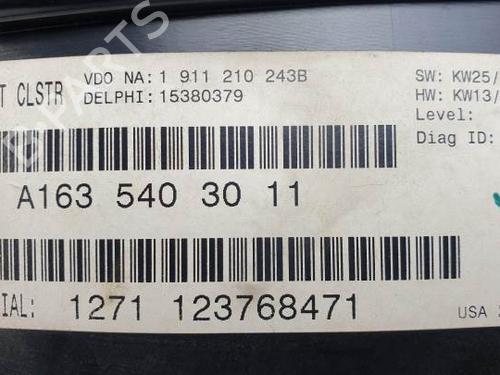 T CLSTR
VDO NA: 1 911 210 243B
DELPHI: 15380379
SW: KW25/
HW: KW13/
Level:
Diag ID:
A163 540 30 11
IAL: 1271 123768471
USA
B-PARTS